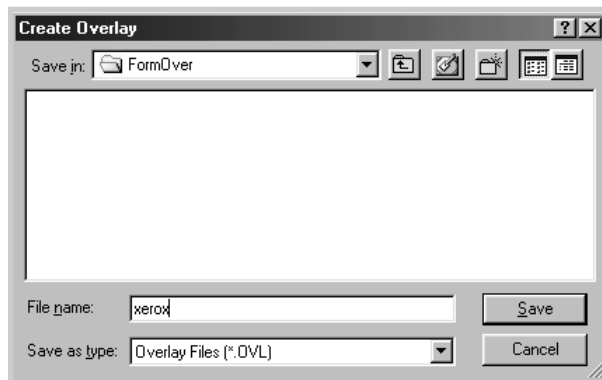 Create Overlay
Save in: FormOver
File name: xerox Save
Save as type: Overlay Files (*.OVL) Cancel